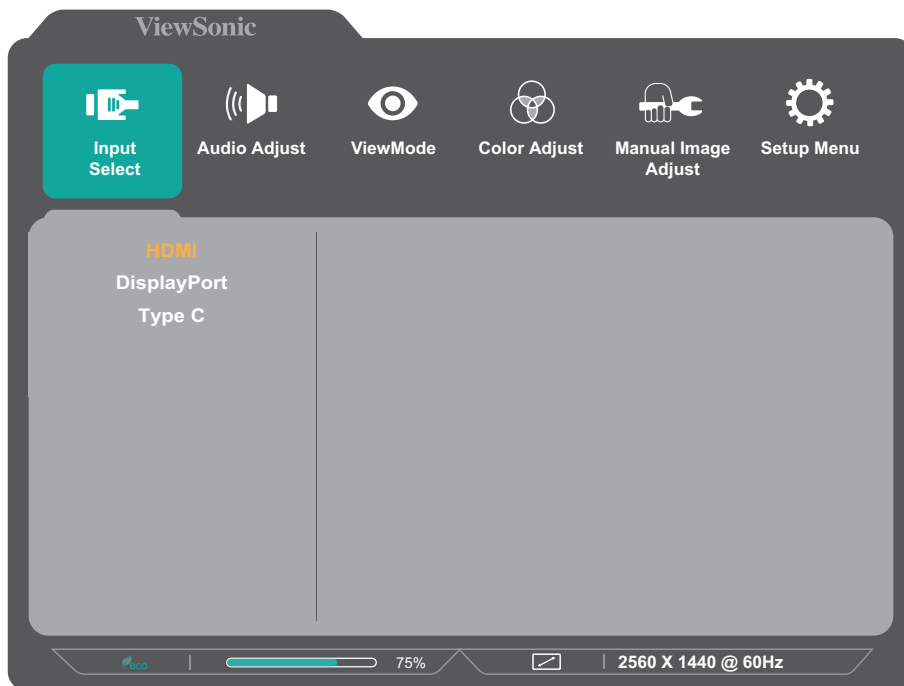 ViewSonic
Input
Select
Audio Adjust
ViewMode
Color Adjust
Manual Image
Adjust
Setup Menu
HDMI
DisplayPort
Type C
eco
75%
2560 X 1440 @ 60Hz